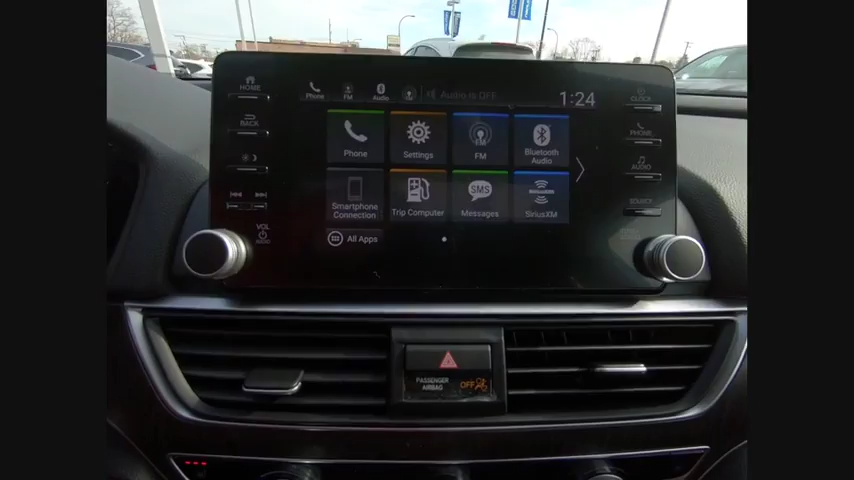 HOME
Phone FM Audio Audio is OFF 1:24 CLOCK
BACK
PHONE
Phone Settings FM Bluetooth
Audio
AUDIO
SMS
Smartphone
Connection Trip Computer Messages SiriusXM
SOURCE
VOL
AUDIO
All Apps
PASSENGER
AIRBAG OFF